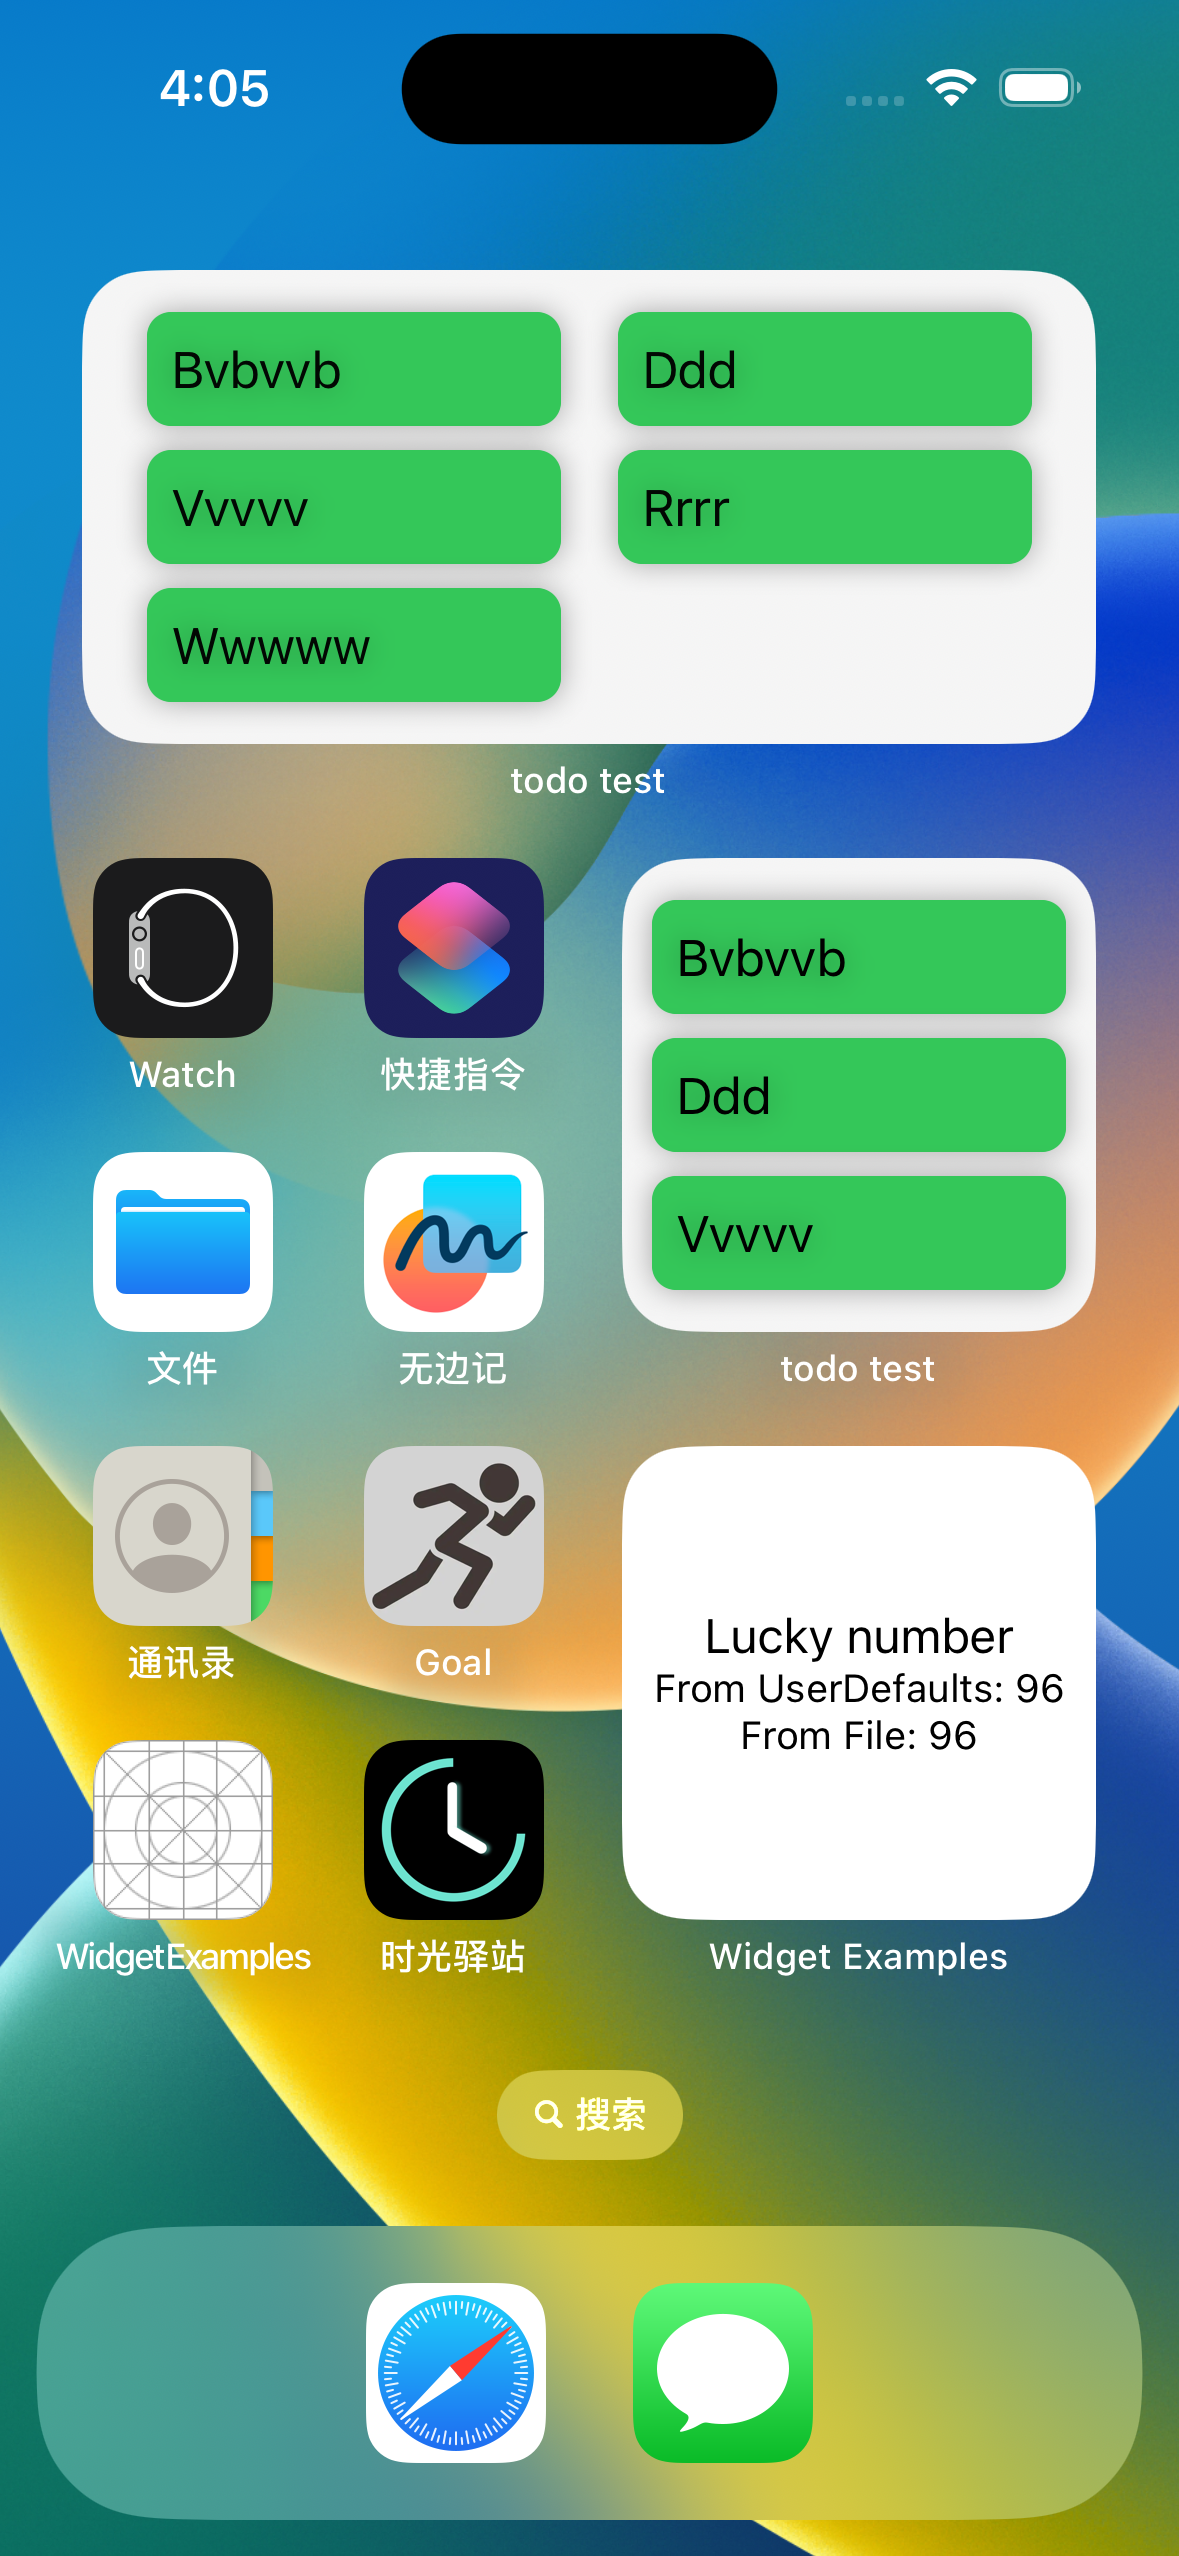 4:05
Bvbvvb
Ddd
Vvvvv
Rrrr
Wwwww
todo test
Watch
快捷指令
Bvbvvb
Ddd
Vvvvv
文件
无边记
todo test
通讯录
Goal
Lucky number
From UserDefaults: 96
From File: 96
WidgetExamples
时光驿站
Widget Examples
搜索